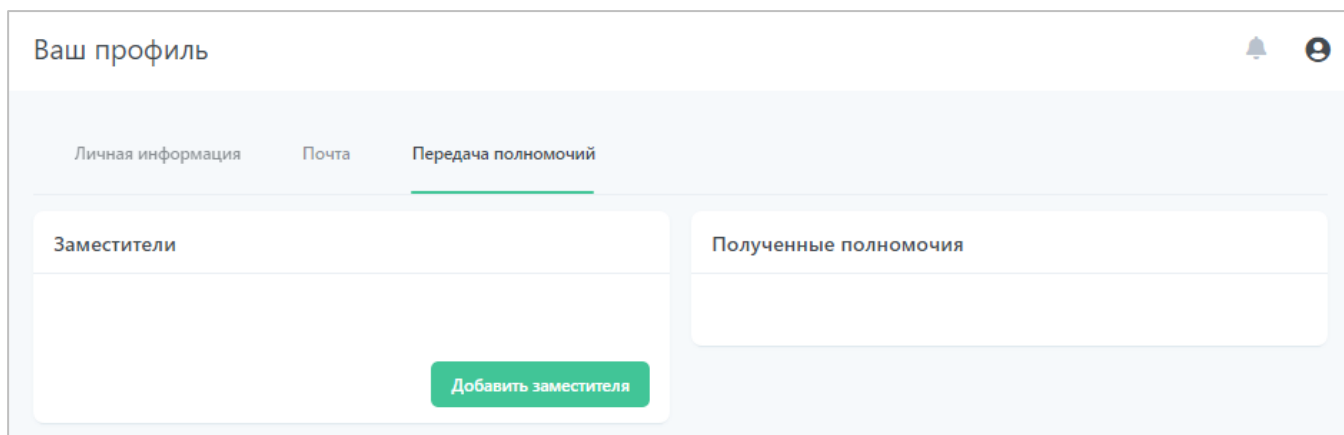 Ваш профиль
Личная информация Почта Передача полномочий
Заместители
Полученные полномочия
Добавить заместителя